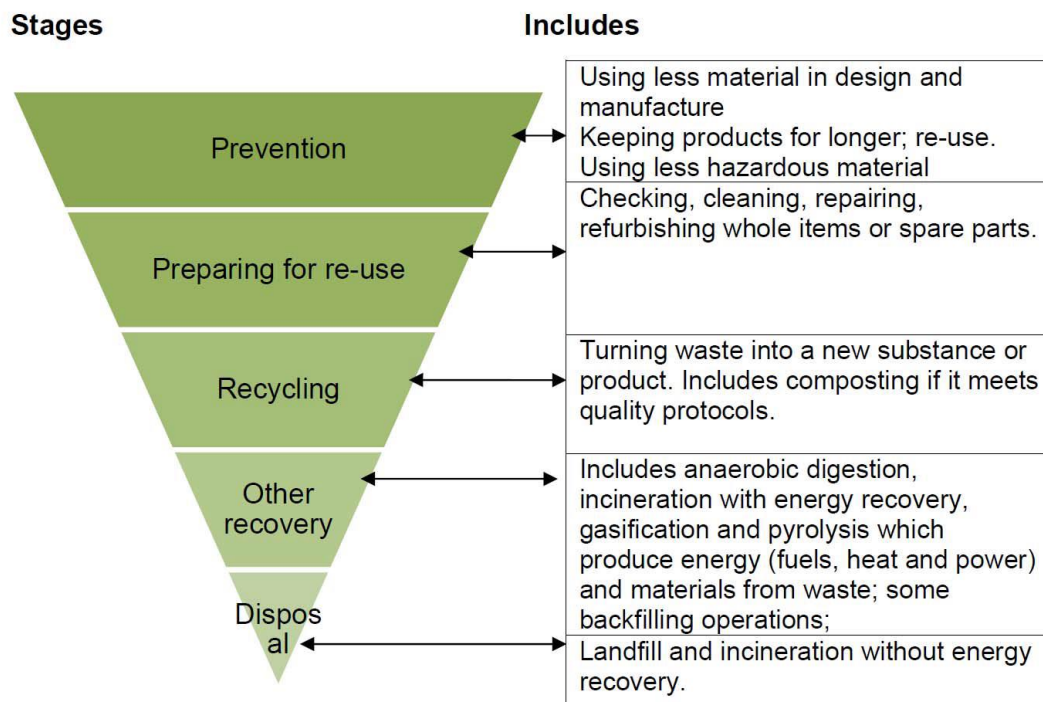 Stages
Includes
Prevention
Using less material in design and
manufacture
Keeping products for longer; re-use.
Using less hazardous material
Preparing for re-use
Checking, cleaning, repairing,
refurbishing whole items or spare parts.
Recycling
Turning waste into a new substance or
product. Includes composting if it meets
quality protocols.
Other
recovery
Includes anaerobic digestion,
incineration with energy recovery,
gasification and pyrolysis which
produce energy (fuels, heat and power)
and materials from waste; some
backfilling operations;
Dispos
al
Landfill and incineration without energy
recovery.